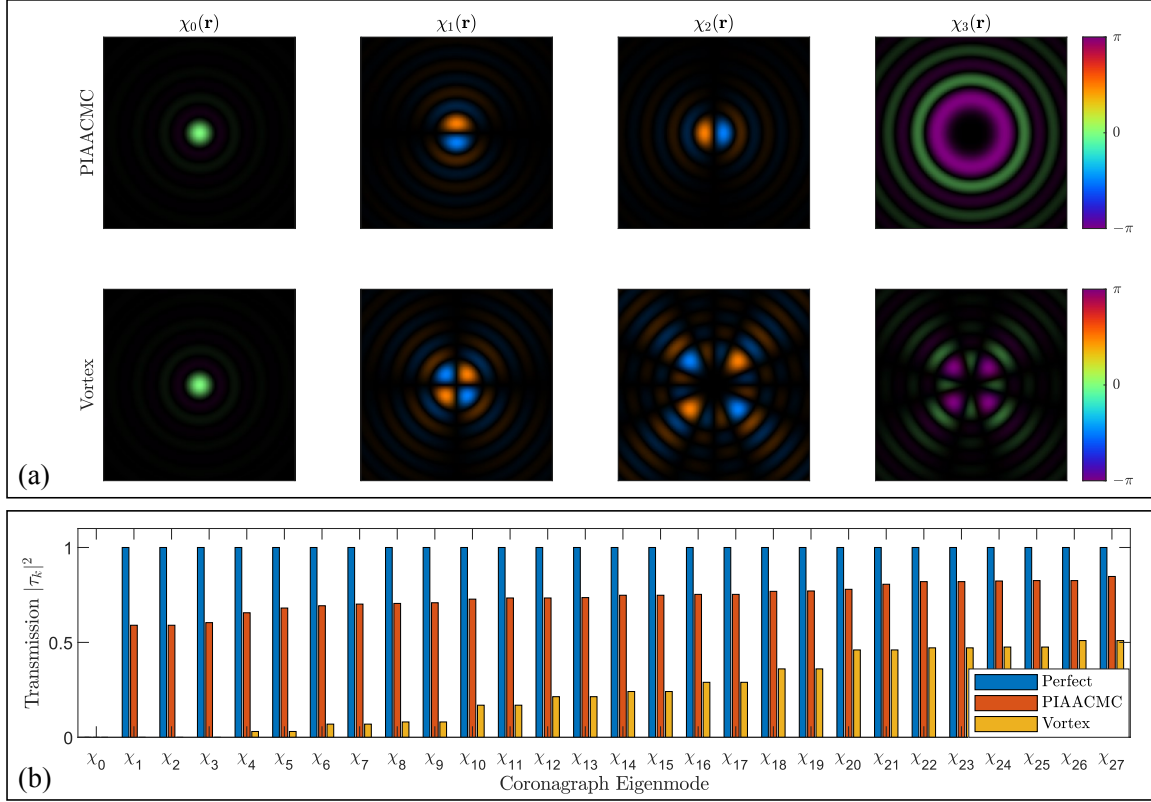 χ₀(r) χ₁(r) χ₂(r) χ₃(r)
PIAACMC
π
0
−π
Vortex
π
0
−π
(a)
Transmission |τₖ|²
1
0.5
0
Perfect
PIAACMC
Vortex
χ₀ χ₁ χ₂ χ₃ χ₄ χ₅ χ₆ χ₇ χ₈ χ₉ χ₁₀ χ₁₁ χ₁₂ χ₁₃ χ₁₄ χ₁₅ χ₁₆ χ₁₇ χ₁₈ χ₁₉ χ₂₀ χ₂₁ χ₂₂ χ₂₃ χ₂₄ χ₂₅ χ₂₆ χ₂₇
Coronagraph Eigenmode
(b)